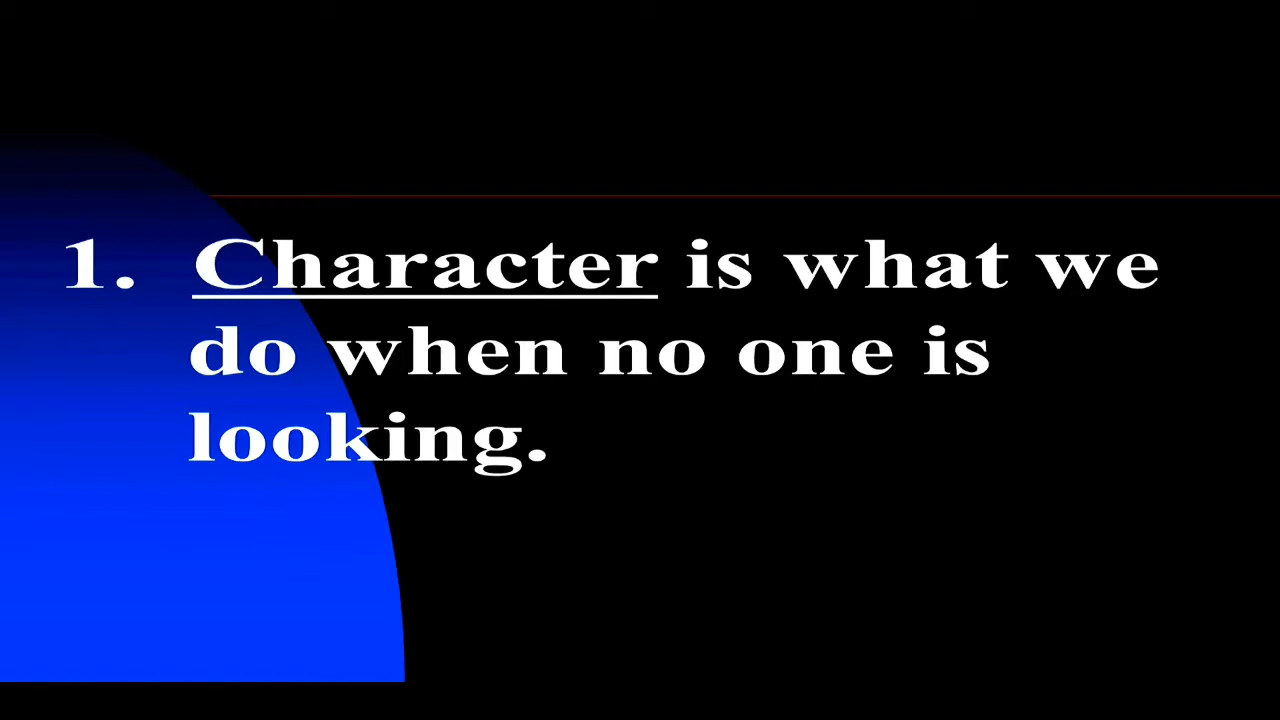 1. Character is what we
do when no one is
looking.